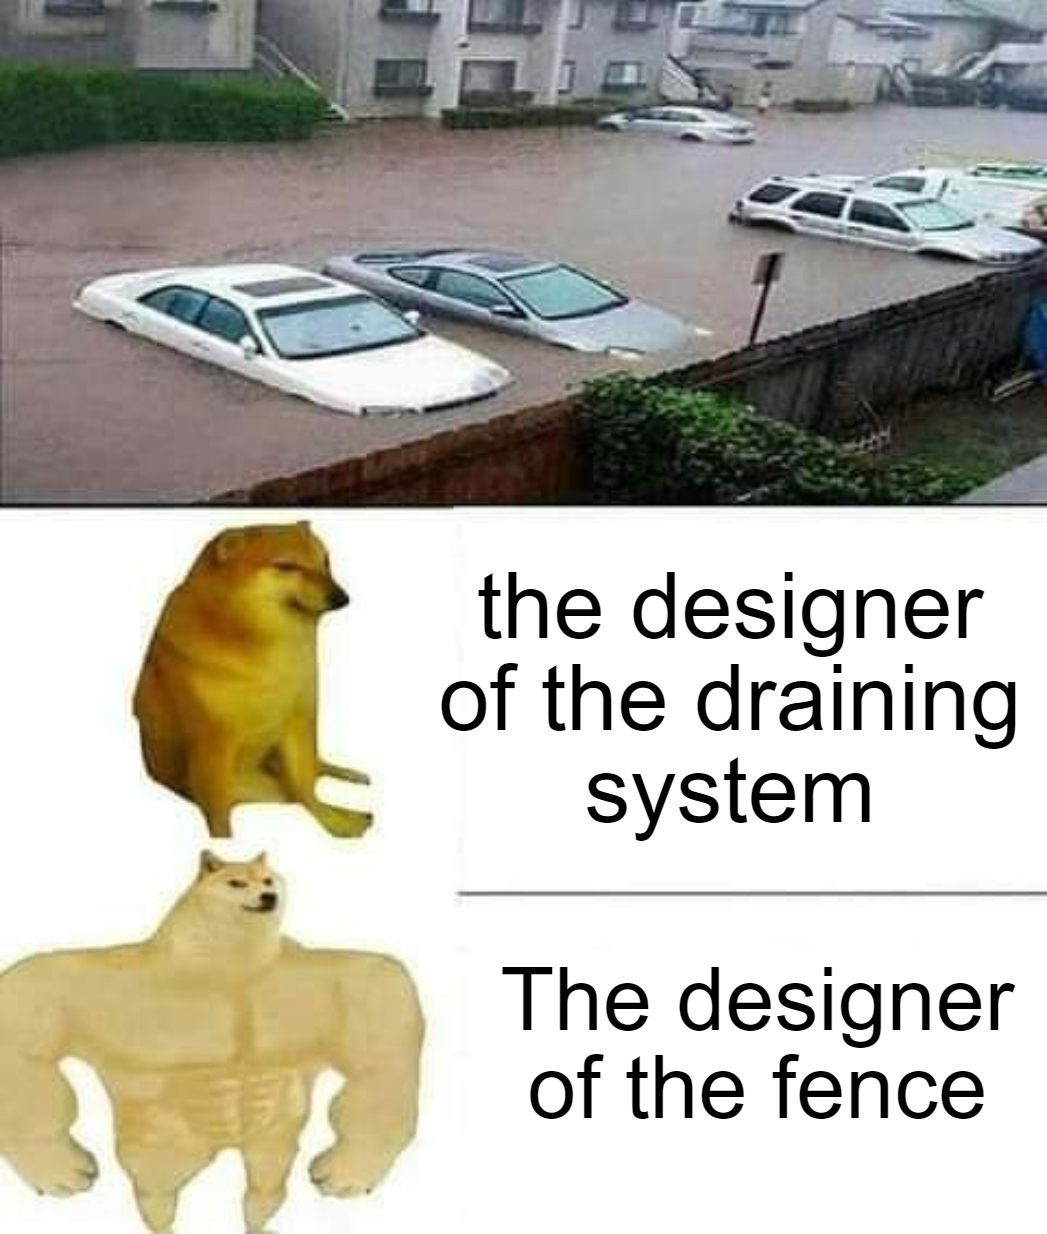 the designer
of the draining
system
The designer
of the fence